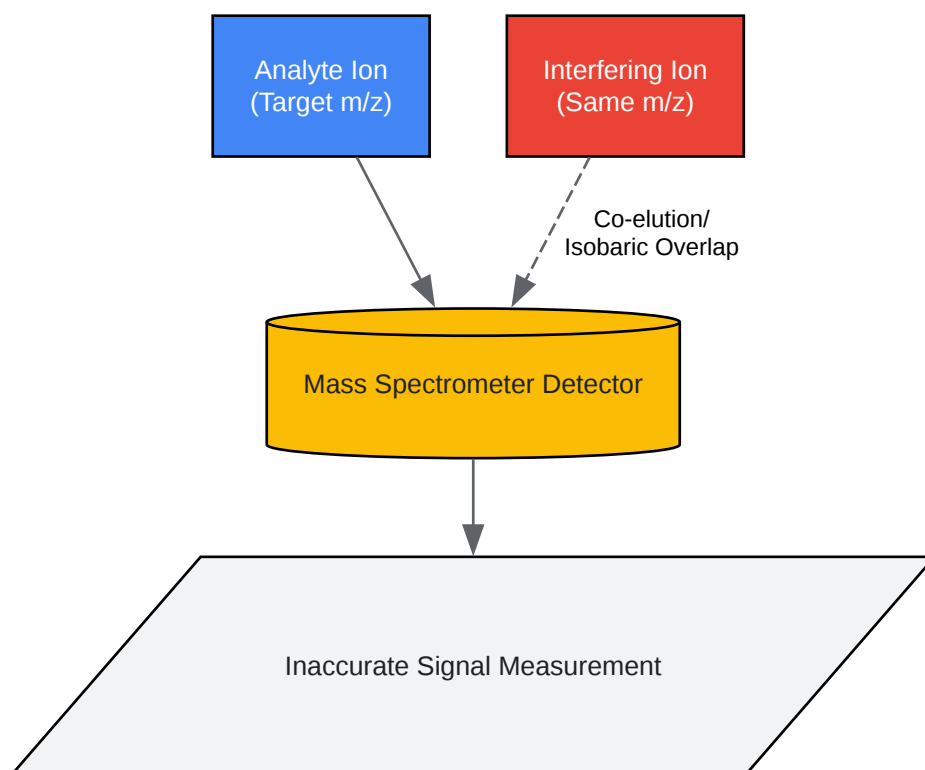 Analyte Ion
(Target m/z)
Interfering Ion
(Same m/z)
Co-elution/
Isobaric Overlap
Mass Spectrometer Detector
Inaccurate Signal Measurement